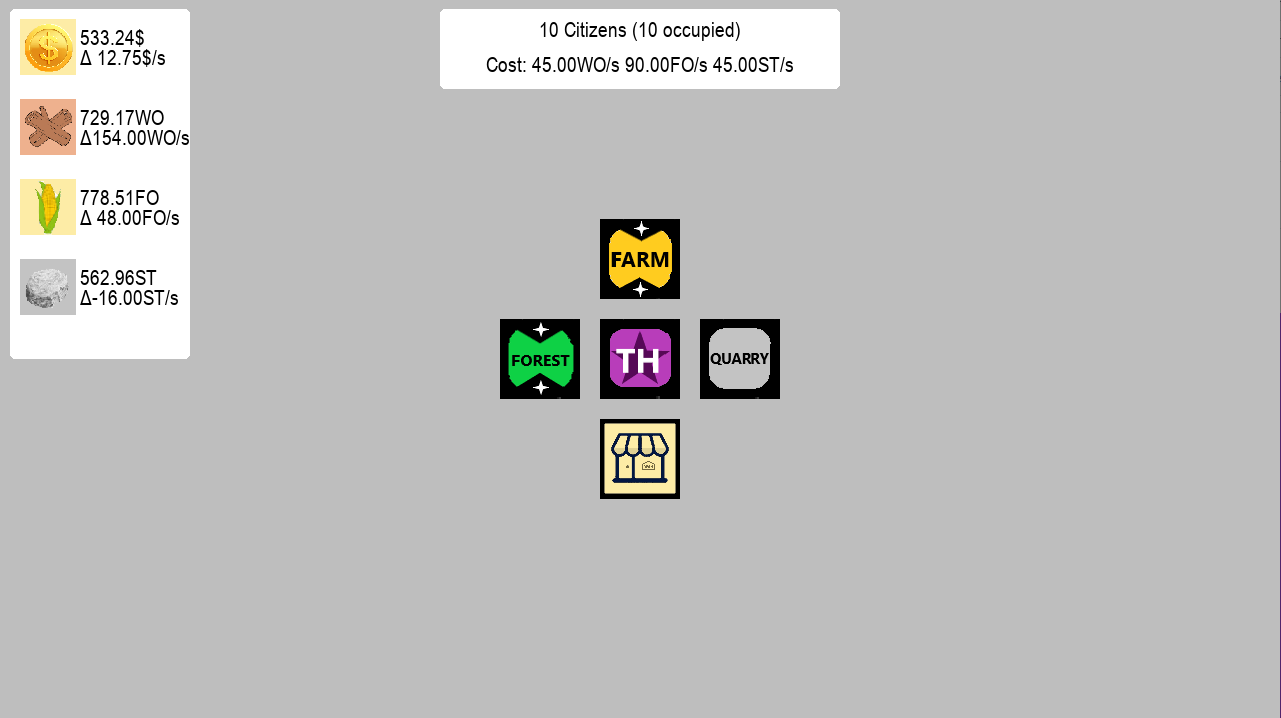 533.24$
Δ 12.75$/s
729.17WO
Δ154.00WO/s
778.51FO
Δ 48.00FO/s
562.96ST
Δ-16.00ST/s
10 Citizens (10 occupied)
Cost: 45.00WO/s 90.00FO/s 45.00ST/s
FARM
FOREST
TH
QUARRY